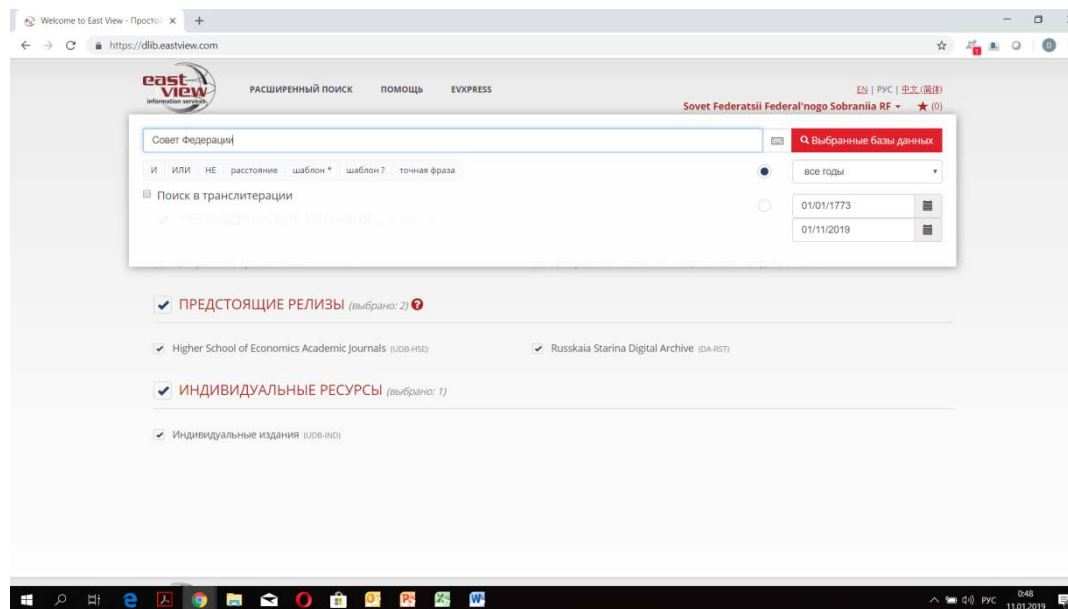 Welcome to East View - Просто
https://dlib.eastview.com
east view
information services
РАСШИРЕННЫЙ ПОИСК ПОМОЩЬ EVXPRESS
EN | РУС | 中文(简体)
Sovet Federatsii Federal'nogo Sobraniia RF ★ (0)
Совет Федерации
Выбранные базы данных
И ИЛИ НЕ расстояние шаблон * шаблон ? точная фраза
все годы
Поиск в транслитерации
01/01/1773
01/11/2019
ПРЕДСТОЯЩИЕ РЕЛИЗЫ (выбрано: 2) ?
Higher School of Economics Academic Journals (UDB-HSE) Russkaia Starina Digital Archive (DA-RST)
ИНДИВИДУАЛЬНЫЕ РЕСУРСЫ (выбрано: 1)
Индивидуальные издания (UDB-IND)
РУС 0:48
11.01.2019